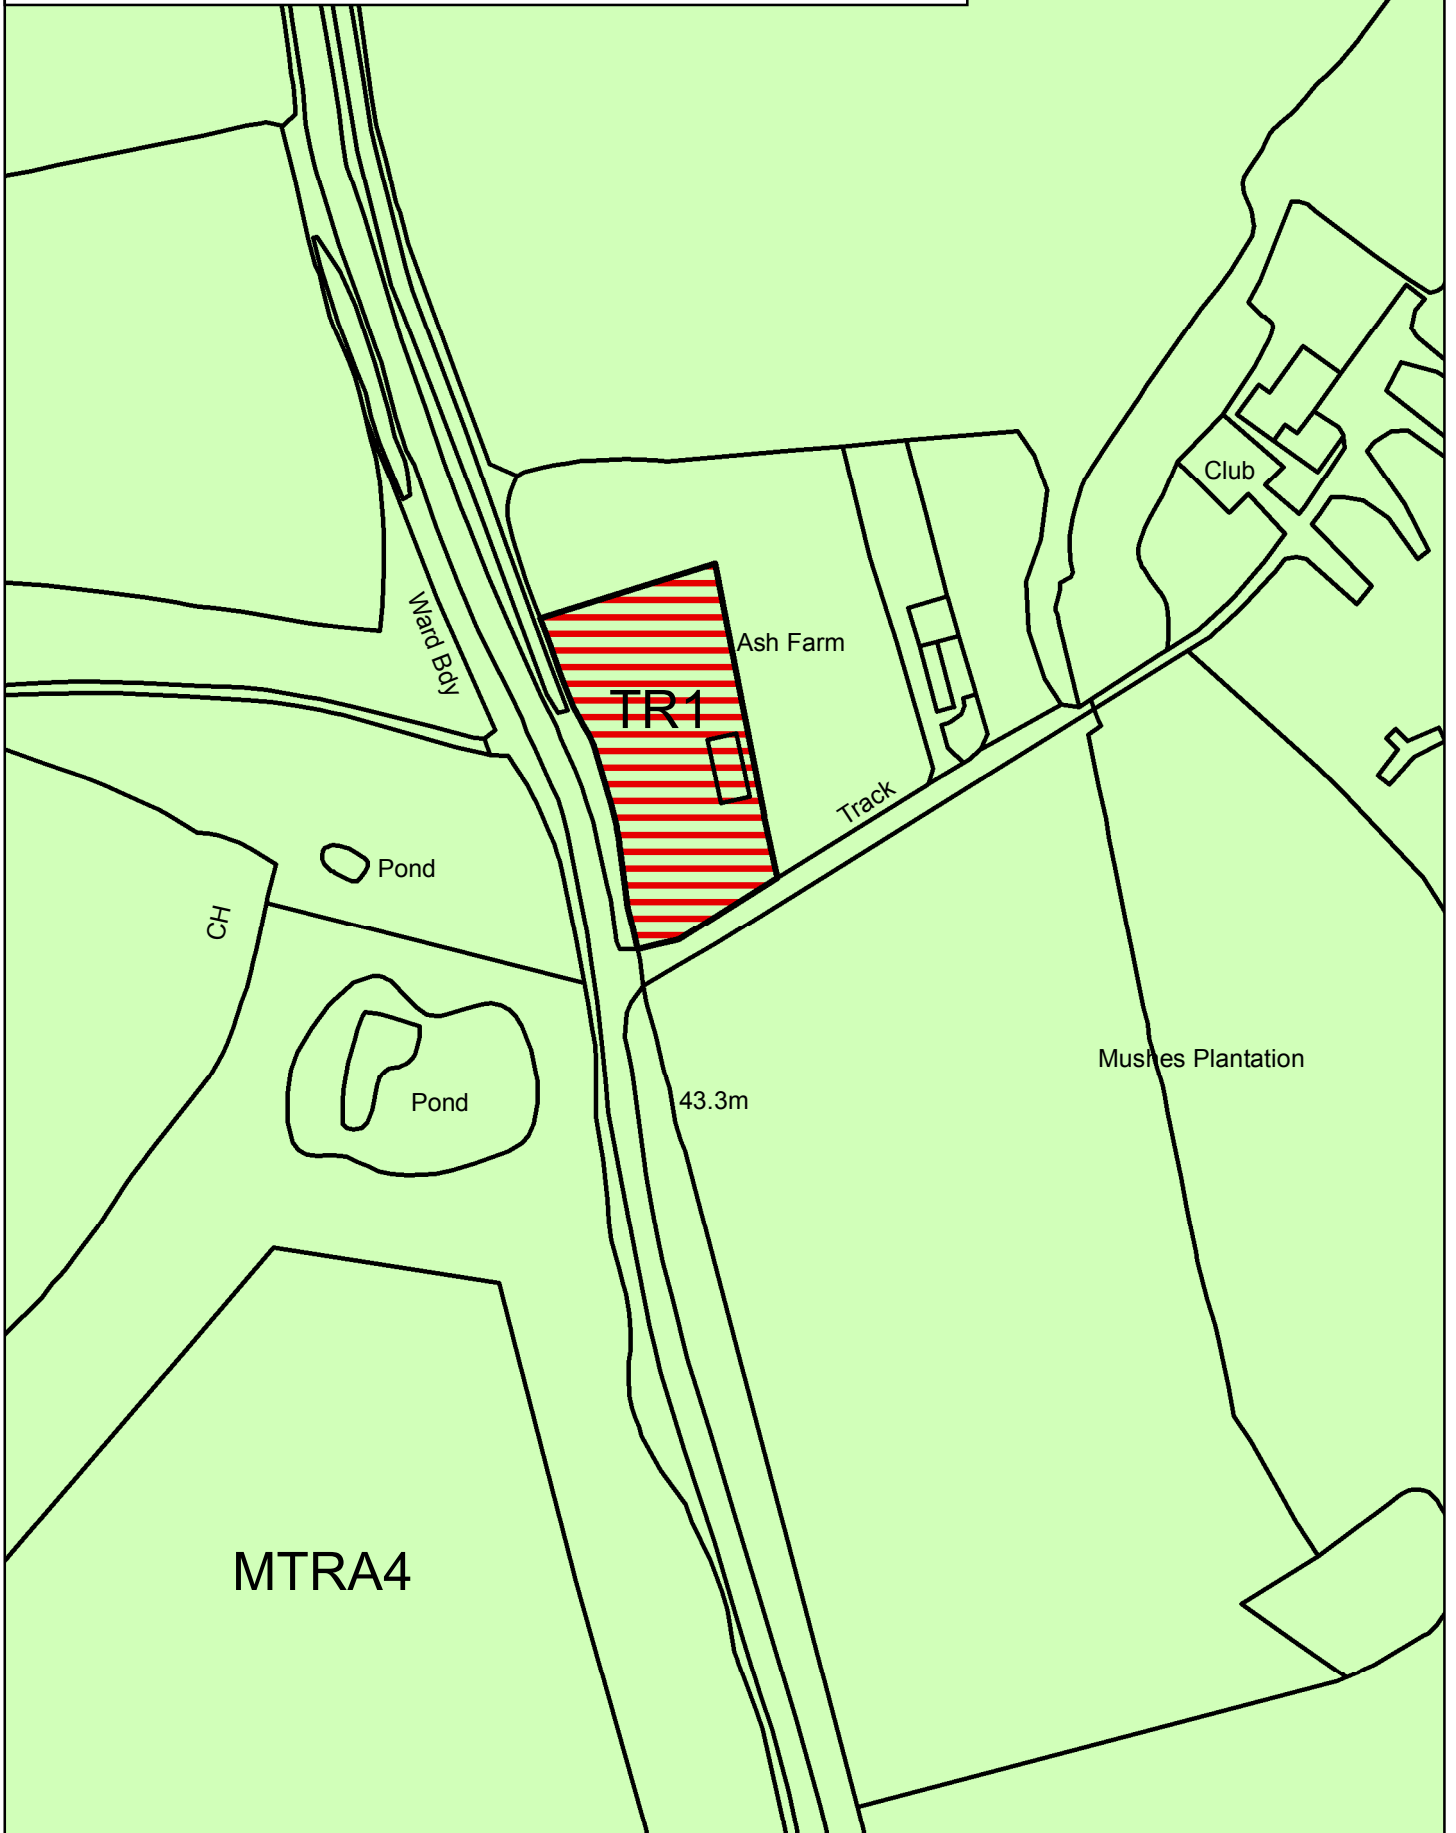 Club
Ward Bdy
Ash Farm
TR1
Track
Pond
CH
Mushes Plantation
Pond
43.3m
MTRA4